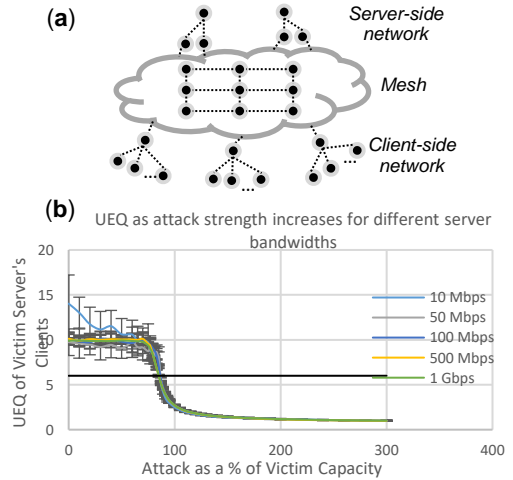 (a)
Server-side
network
Mesh
Client-side
network
...
...
...
(b)
UEQ as attack strength increases for different server
bandwidths
UEQ of Victim Server's
Clients
20
15
10
5
0
10 Mbps
50 Mbps
100 Mbps
500 Mbps
1 Gbps
0 100 200 300 400
Attack as a % of Victim Capacity